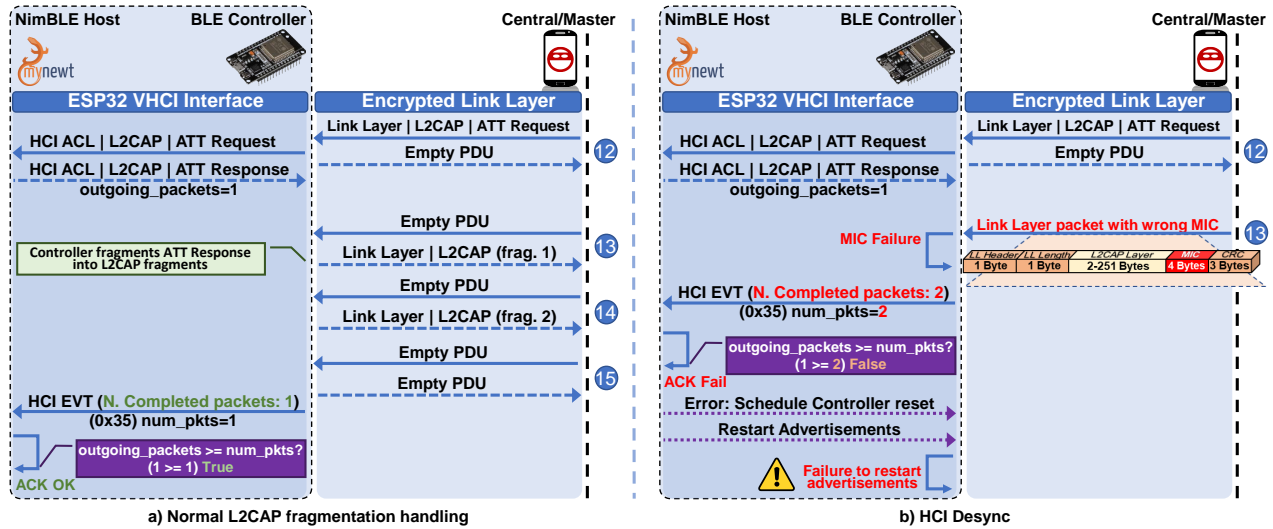 NimBLE Host
BLE Controller
Central/Master
mynewt
ESP32 VHCI Interface
Encrypted Link Layer
Link Layer | L2CAP | ATT Request
HCI ACL | L2CAP | ATT Request
Empty PDU
12
HCI ACL | L2CAP | ATT Response
outgoing_packets=1
Empty PDU
13
Controller fragments ATT Response
into L2CAP fragments
Link Layer | L2CAP (frag. 1)
Empty PDU
14
Link Layer | L2CAP (frag. 2)
Empty PDU
15
Empty PDU
HCI EVT (N. Completed packets: 1)
(0x35) num_pkts=1
outgoing_packets >= num_pkts?
(1 >= 1) True
ACK OK
a) Normal L2CAP fragmentation handling
NimBLE Host
BLE Controller
Central/Master
mynewt
ESP32 VHCI Interface
Encrypted Link Layer
Link Layer | L2CAP | ATT Request
HCI ACL | L2CAP | ATT Request
Empty PDU
12
HCI ACL | L2CAP | ATT Response
outgoing_packets=1
Link Layer packet with wrong MIC
13
MIC Failure
LL Header LL Length L2CAP Layer MIC CRC
1 Byte 1 Byte 2-251 Bytes 4 Bytes 3 Bytes
HCI EVT (N. Completed packets: 2)
(0x35) num_pkts=2
outgoing_packets >= num_pkts?
(1 >= 2) False
ACK Fail
Error: Schedule Controller reset
Restart Advertisements
Failure to restart
advertisements
b) HCI Desync